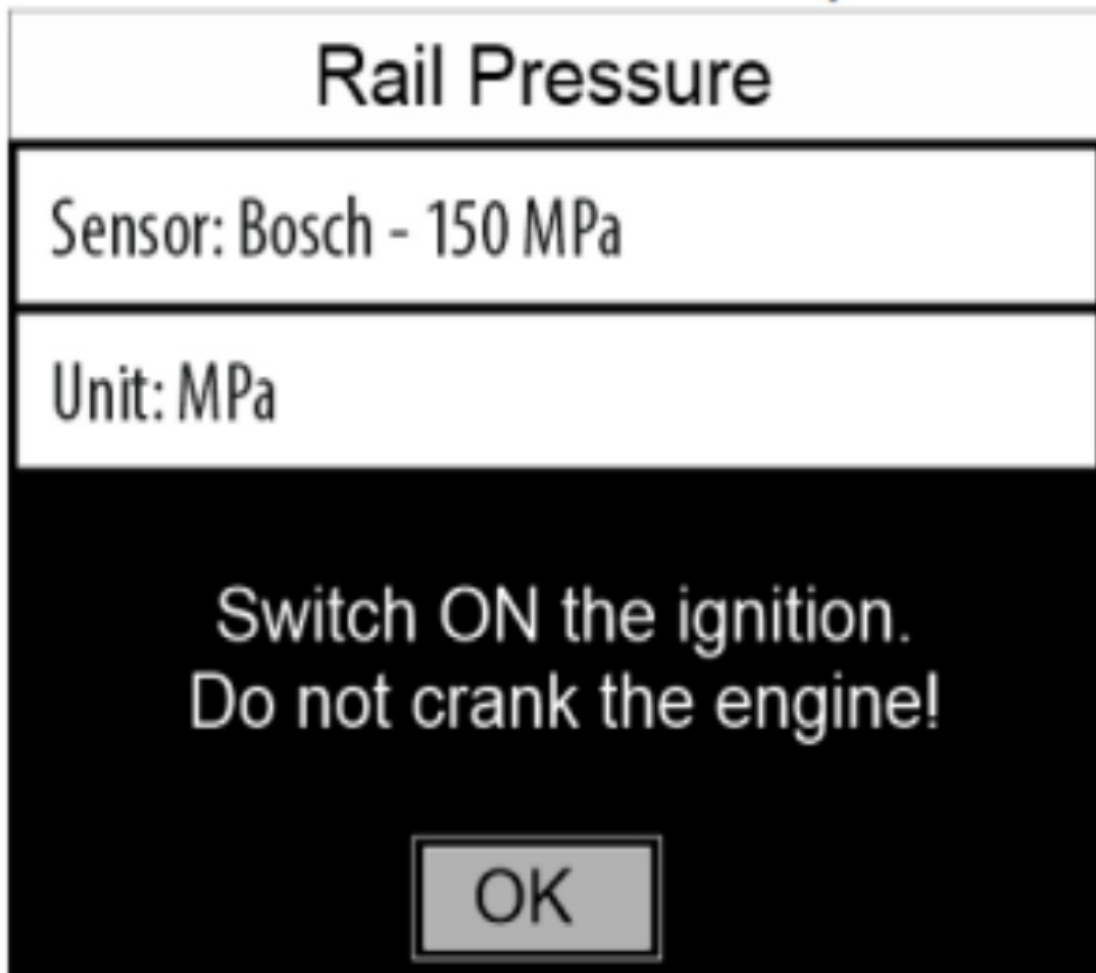 Rail Pressure
Sensor: Bosch - 150 MPa
Unit: MPa
Switch ON the ignition.
Do not crank the engine!
OK